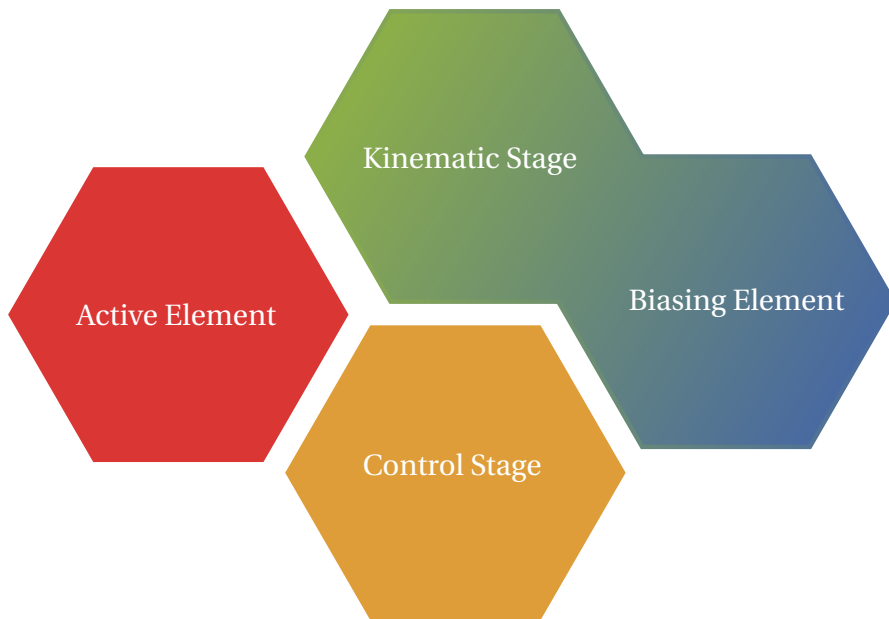 Kinematic Stage
Biasing Element
Active Element
Control Stage